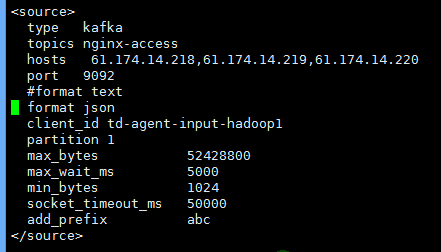 <source>
type kafka
topics nginx-access
hosts 61.174.14.218,61.174.14.219,61.174.14.220
port 9092
#format text
format json
client_id td-agent-input-hadoop1
partition 1
max_bytes 52428800
max_wait_ms 5000
min_bytes 1024
socket_timeout_ms 50000
add_prefix abc
</source>